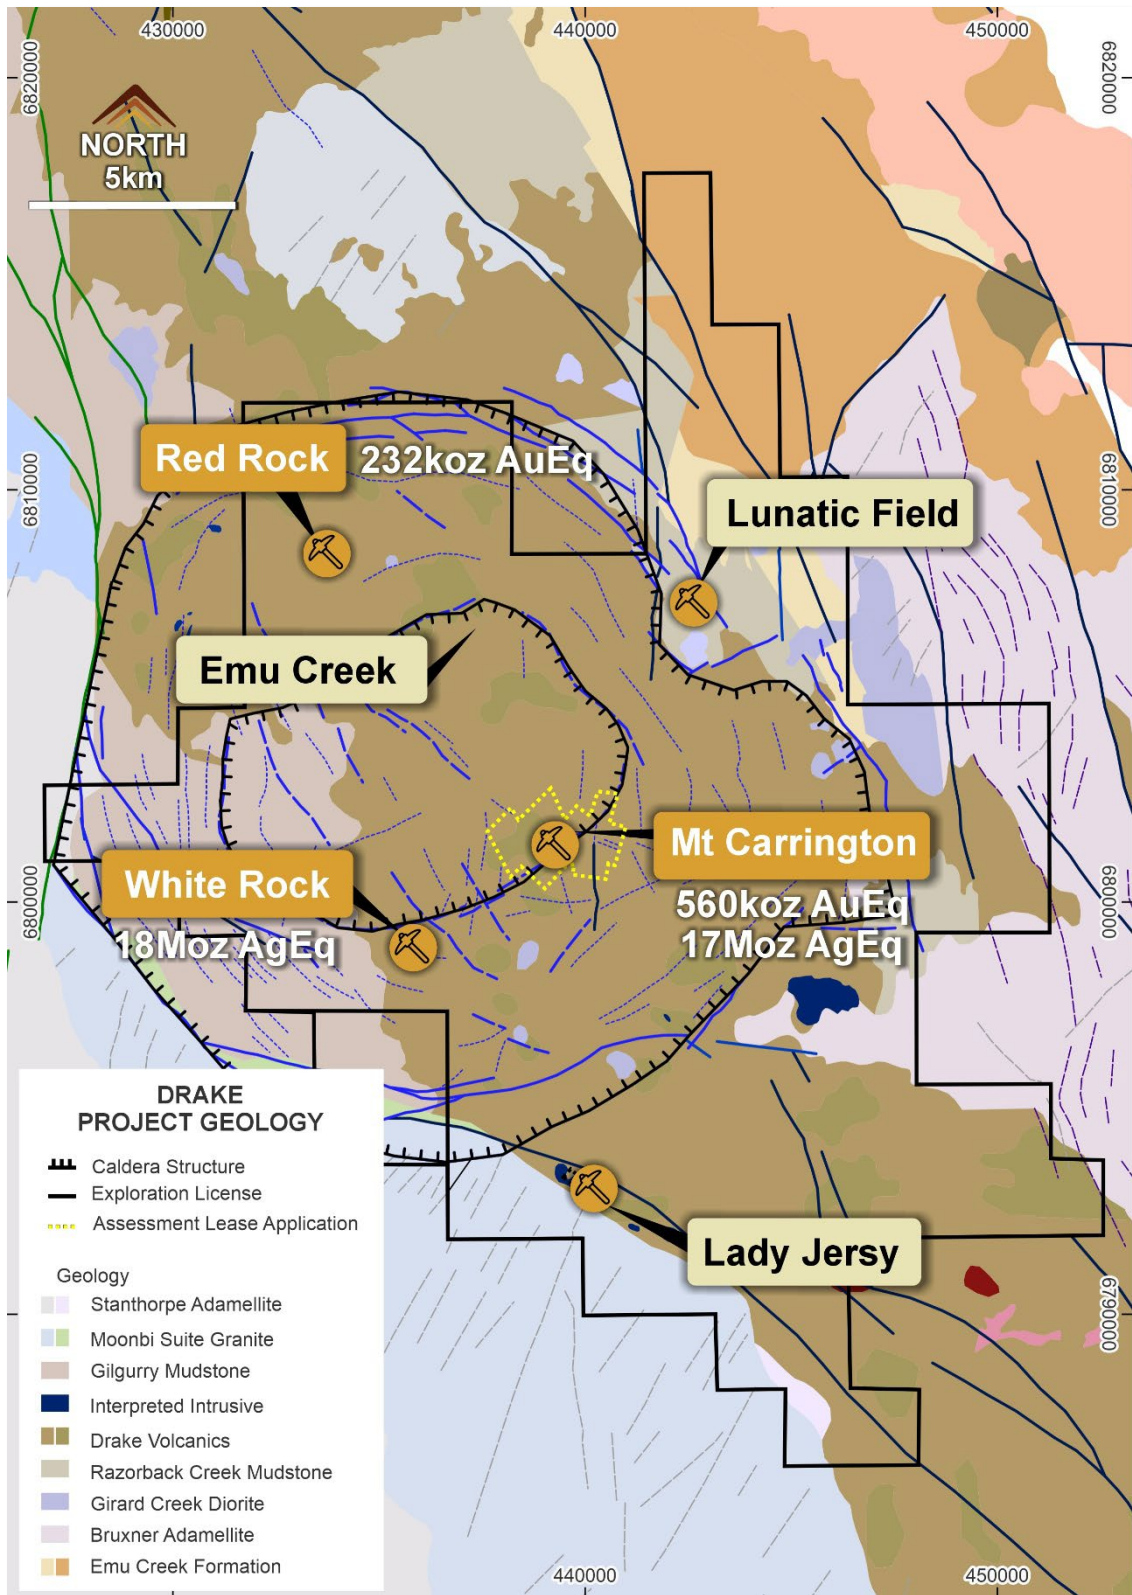 430000
440000
450000
6820000
6820000
NORTH
5km
Red Rock
232koz AuEq
6810000
6810000
Lunatic Field
Emu Creek
Mt Carrington
White Rock
560koz AuEq
6800000
6800000
18Moz AgEq
17Moz AgEq
DRAKE
PROJECT GEOLOGY
Caldera Structure
Exploration License
Assessment Lease Application
Lady Jersy
Geology
Stanthorpe Adamellite
6790000
Moonbi Suite Granite
Gilgurry Mudstone
Interpreted Intrusive
Drake Volcanics
Razorback Creek Mudstone
Girard Creek Diorite
Bruxner Adamellite
Emu Creek Formation
440000
450000